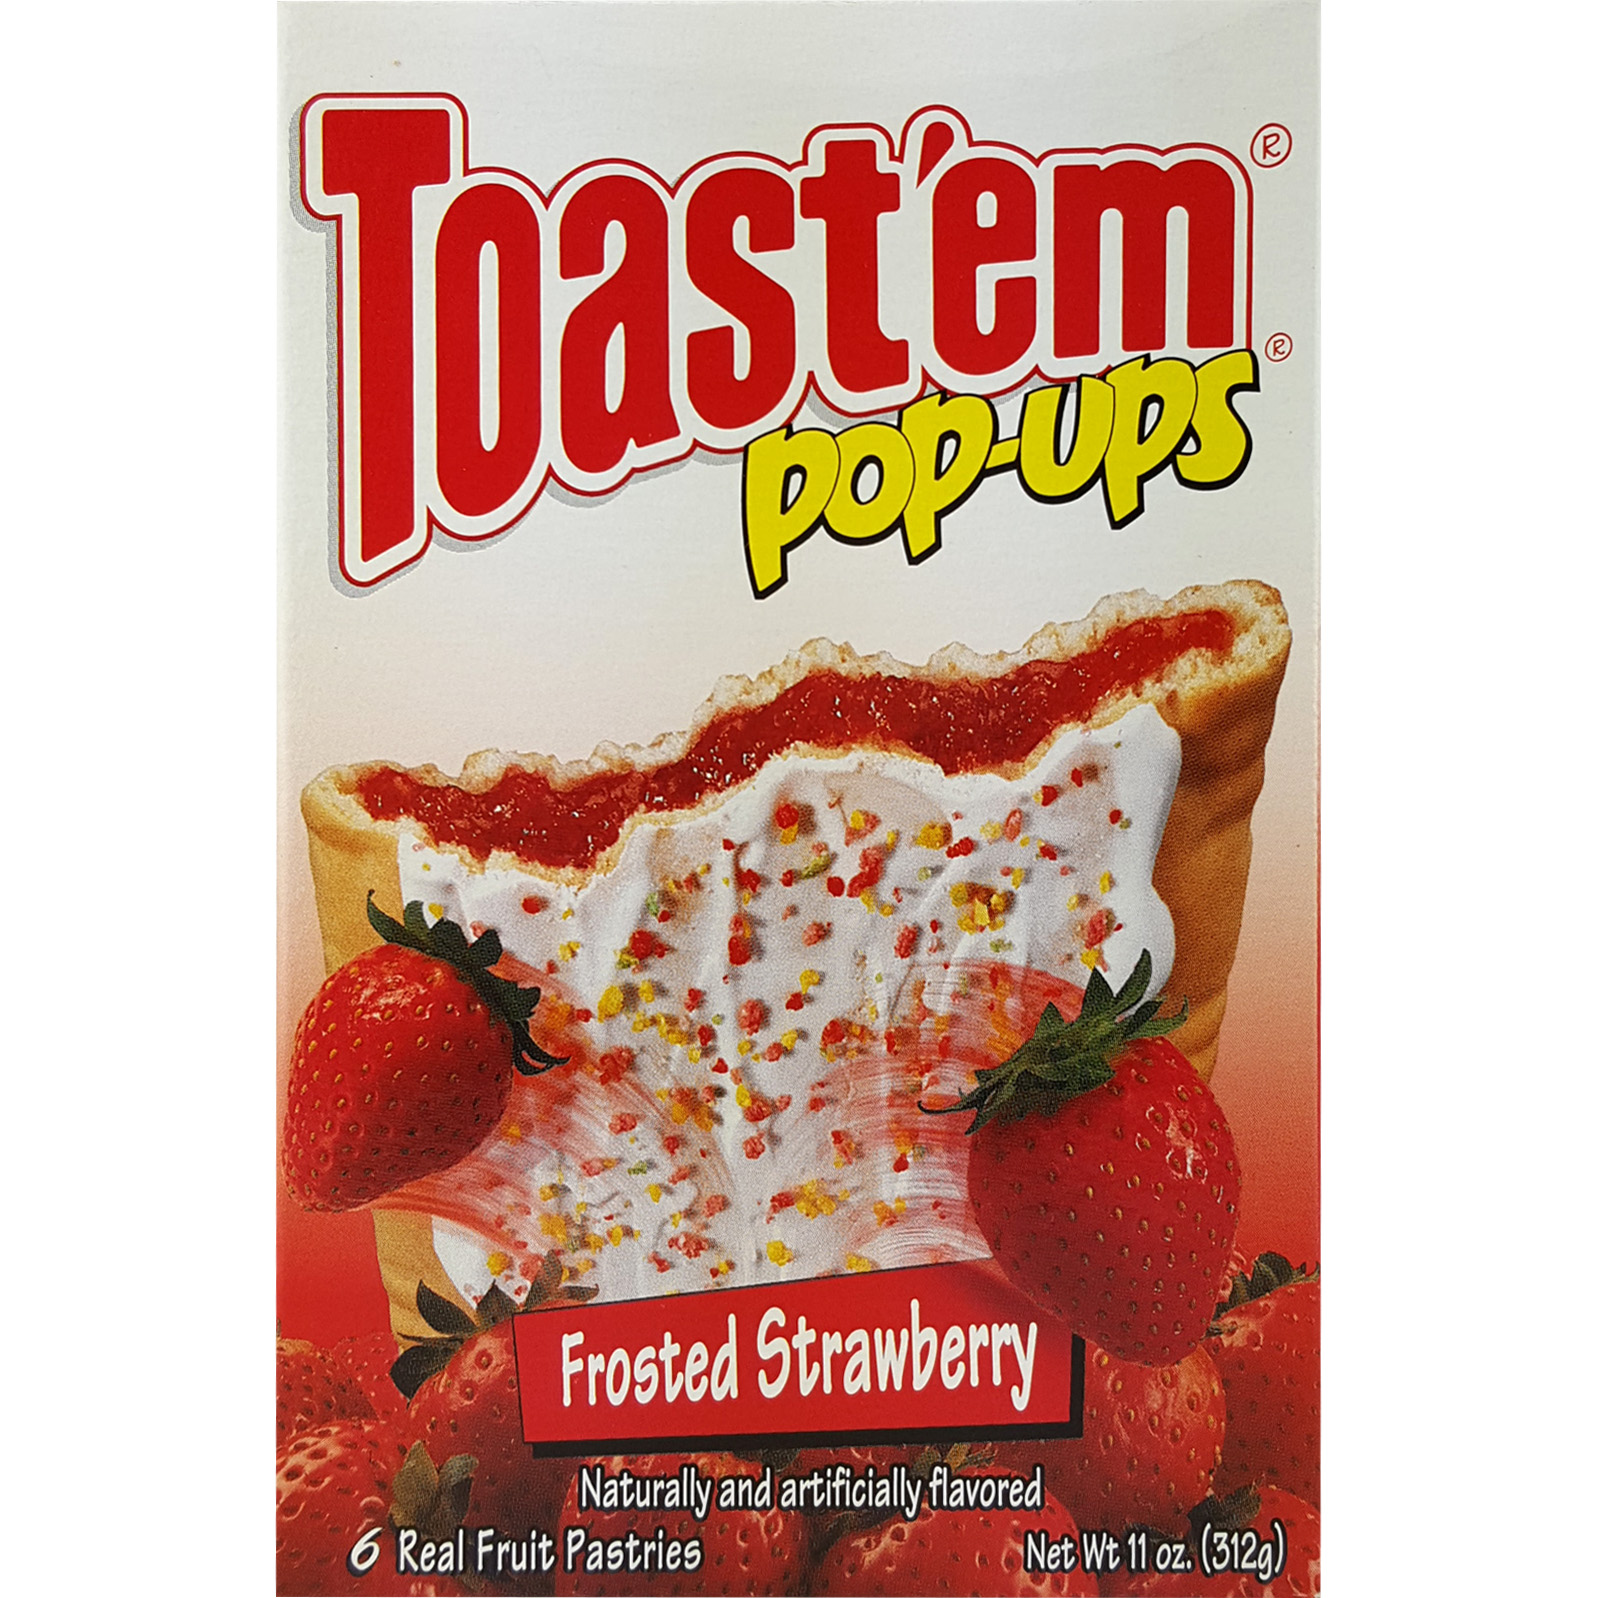 Toast'em ®
pop-ups ®
Frosted Strawberry
Naturally and artificially flavored
6 Real Fruit Pastries
Net Wt 11 oz. (312g)